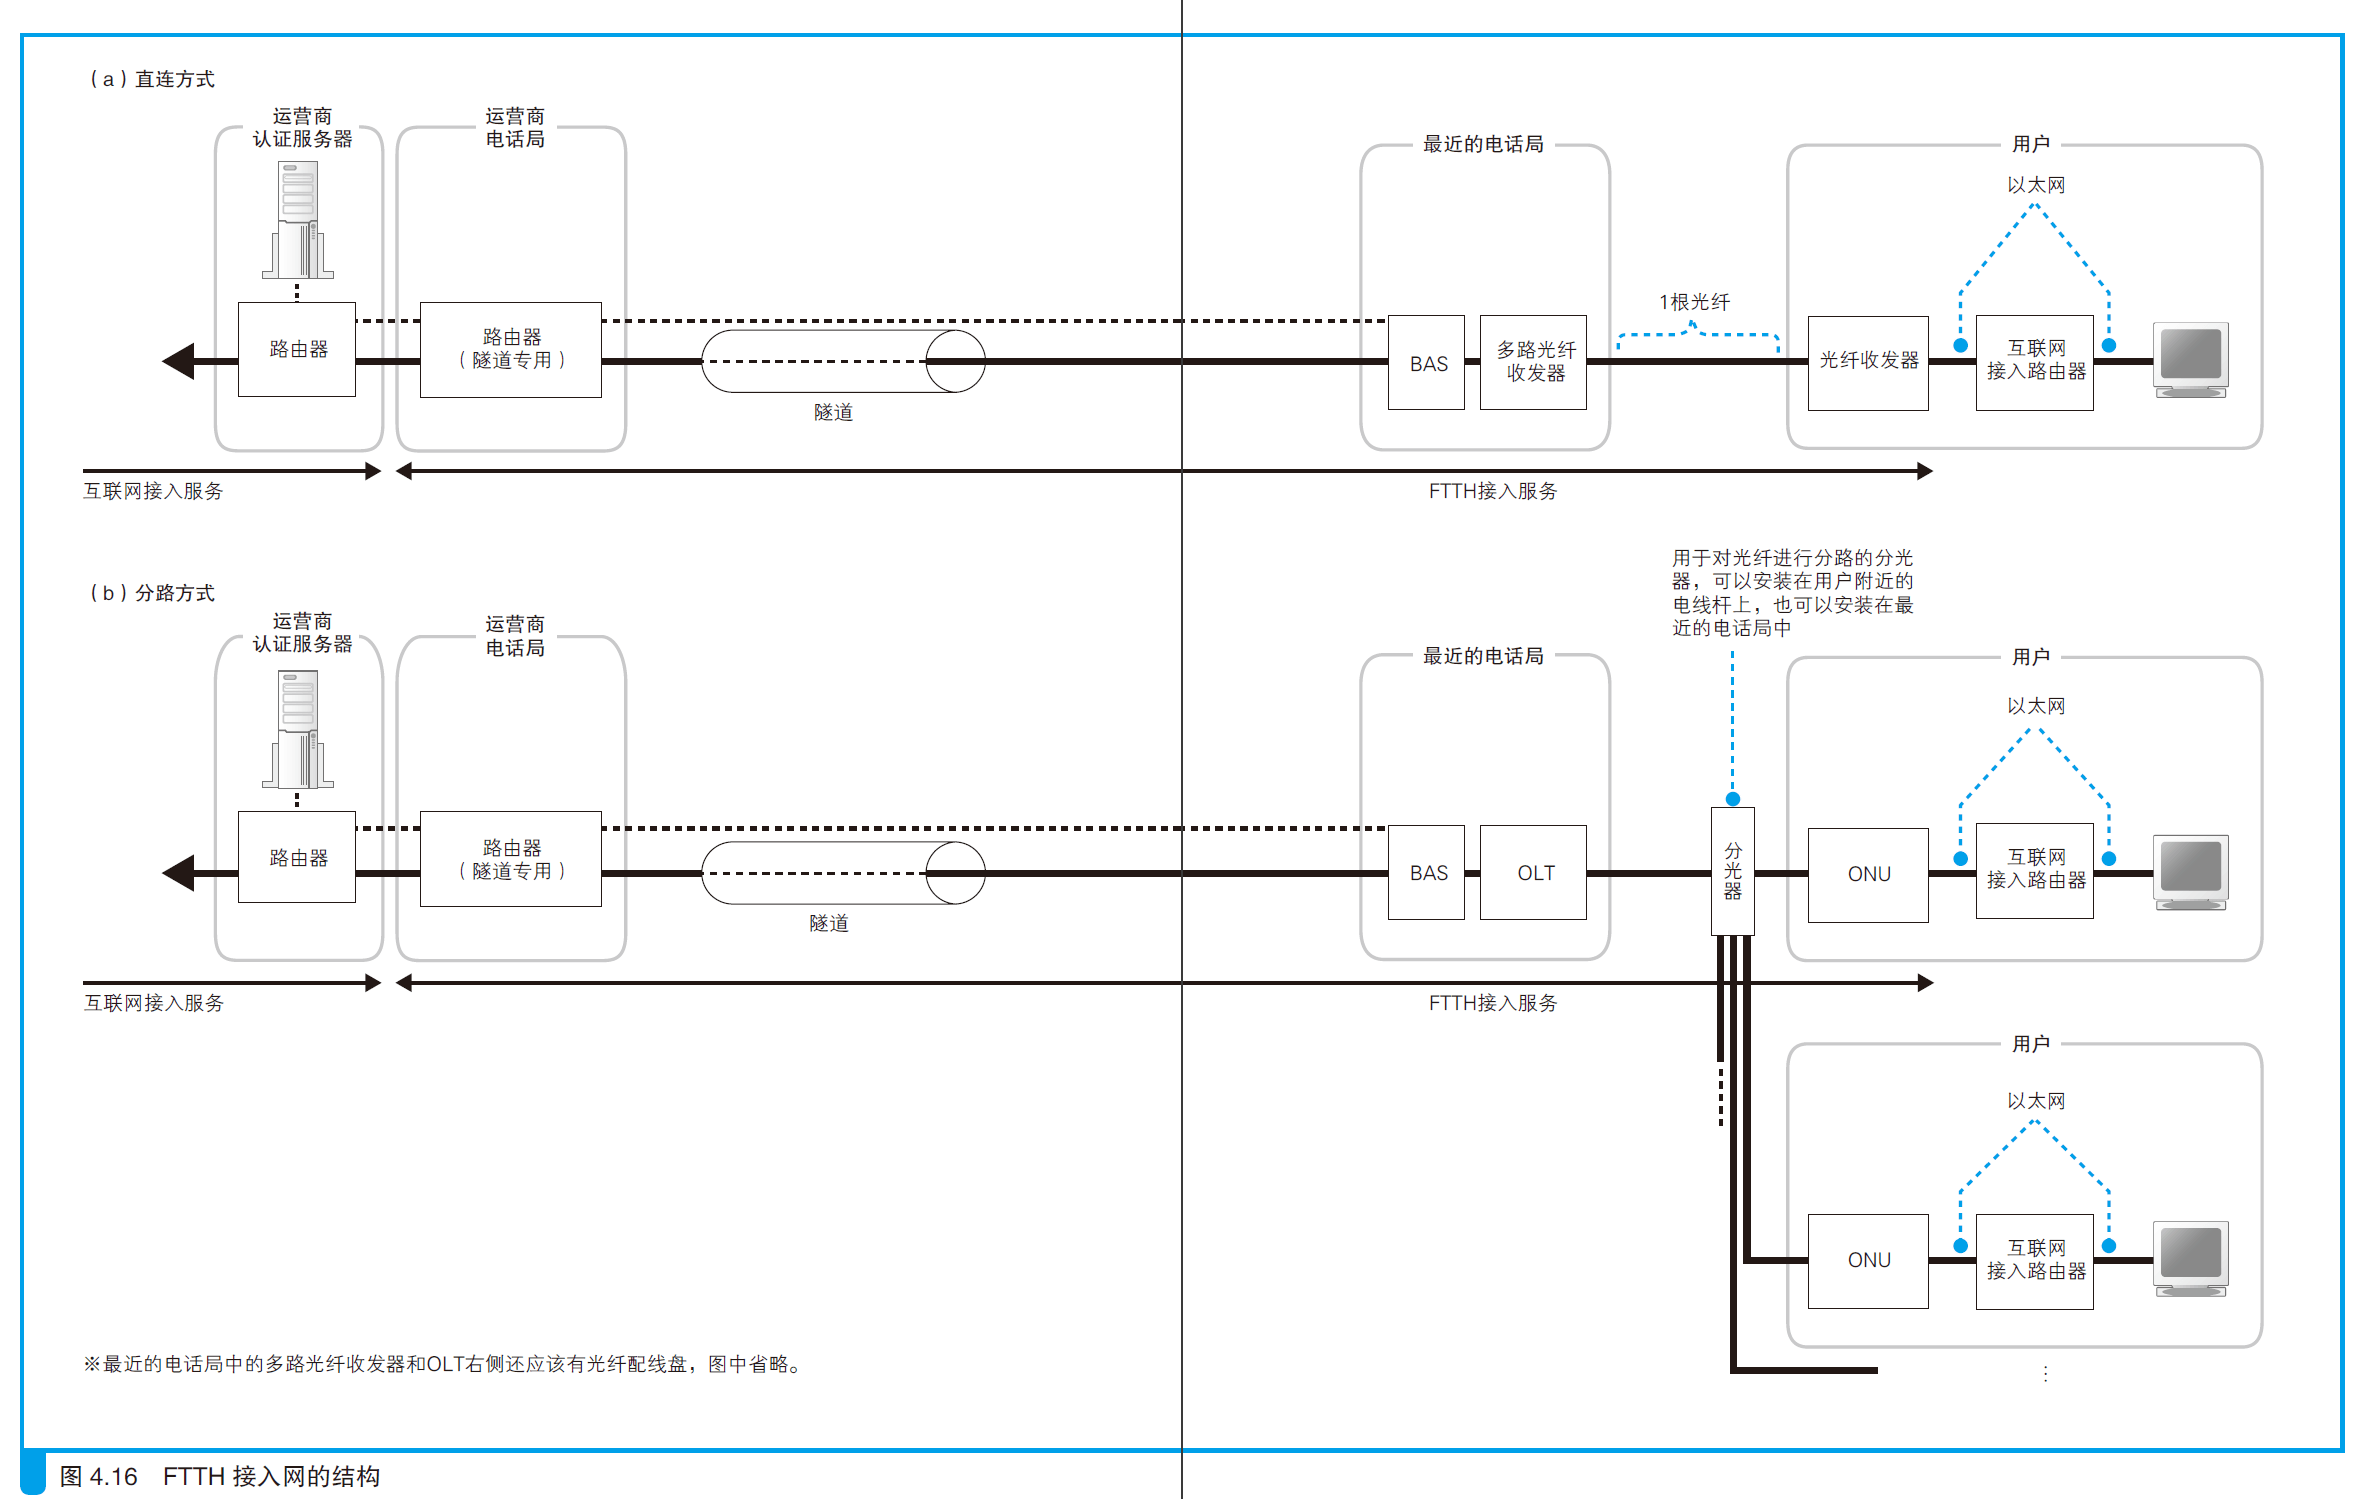 （a）直连方式
运营商
认证服务器
运营商
电话局
最近的电话局
用户
以太网
1根光纤
路由器
路由器
（隧道专用）
隧道
BAS
多路光纤
收发器
光纤收发器
互联网
接入路由器
互联网接入服务
FTTH接入服务
（b）分路方式
用于对光纤进行分路的分光
器，可以安装在用户附近的
电线杆上，也可以安装在最
近的电话局中
运营商
认证服务器
运营商
电话局
最近的电话局
用户
以太网
路由器
路由器
（隧道专用）
隧道
BAS
OLT
分光器
ONU
互联网
接入路由器
互联网接入服务
FTTH接入服务
用户
以太网
ONU
互联网
接入路由器
⋮
※最近的电话局中的多路光纤收发器和OLT右侧还应该有光纤配线盘，图中省略。
图 4.16　FTTH 接入网的结构